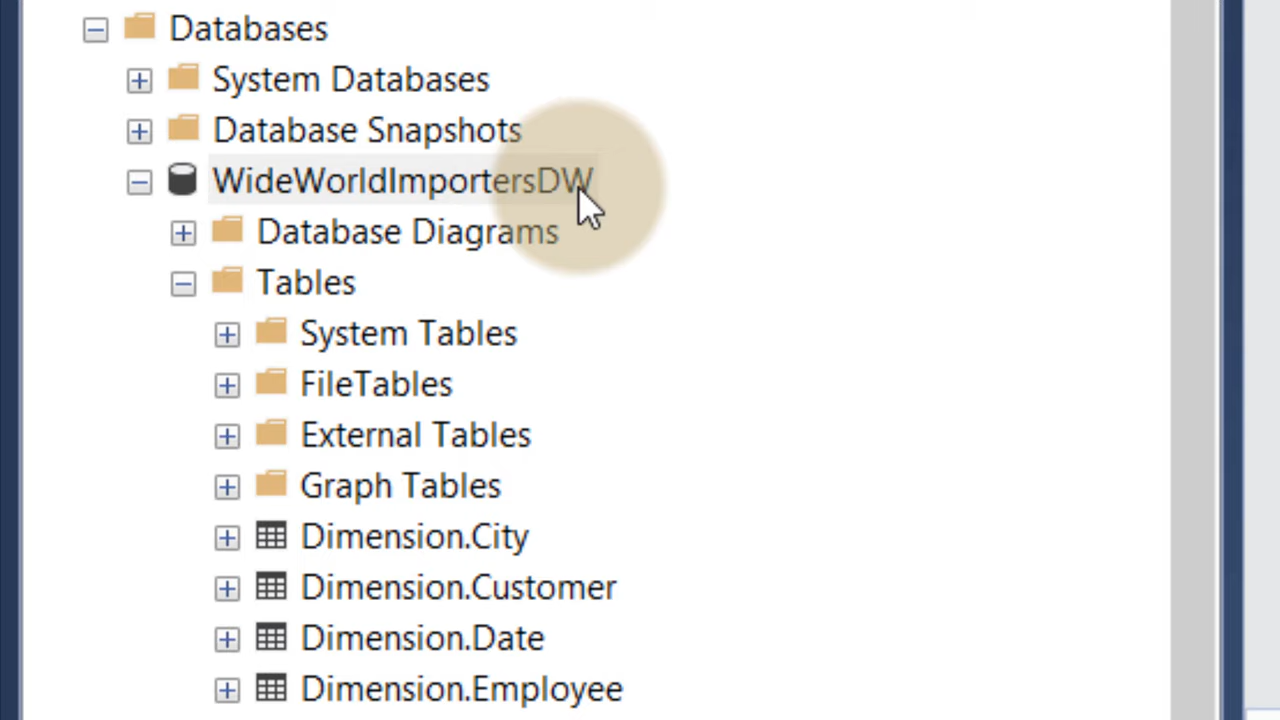 Databases
System Databases
Database Snapshots
WideWorldImportersDW
Database Diagrams
Tables
System Tables
FileTables
External Tables
Graph Tables
Dimension.City
Dimension.Customer
Dimension.Date
Dimension.Employee